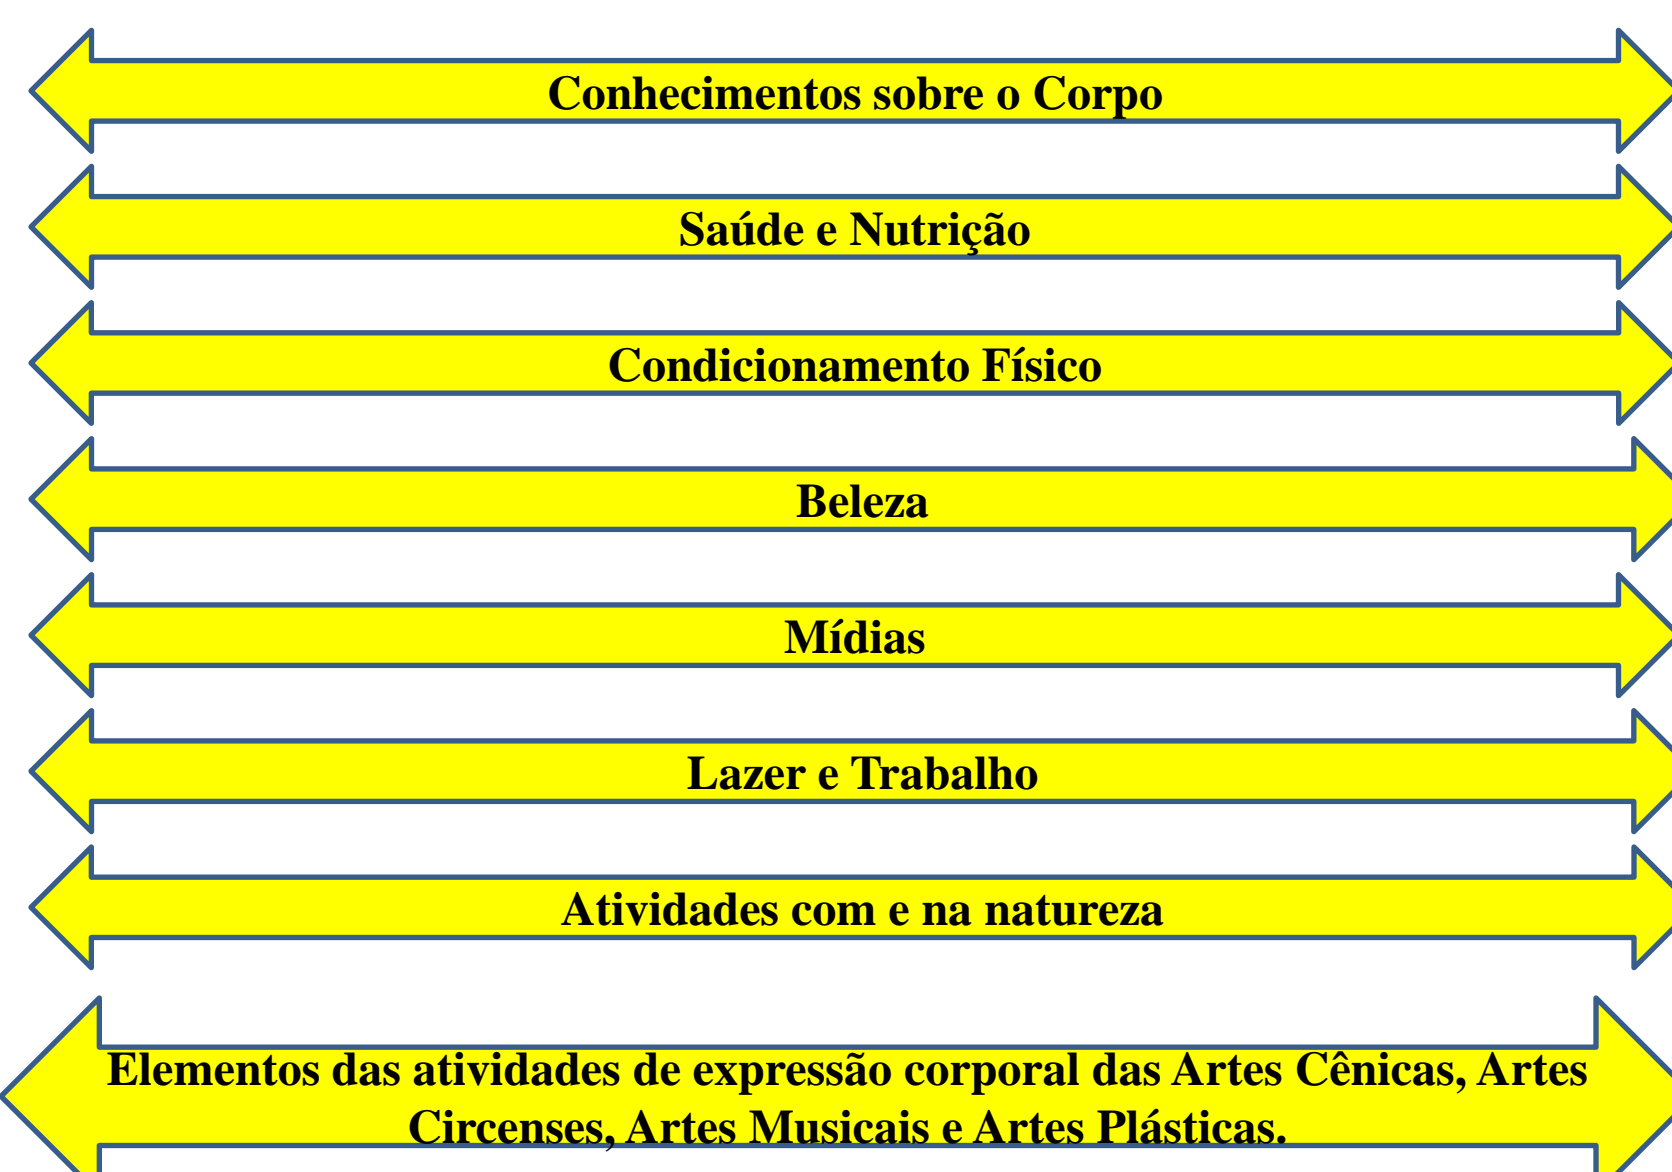 Conhecimentos sobre o Corpo
Saúde e Nutrição
Condicionamento Físico
Beleza
Mídias
Lazer e Trabalho
Atividades com e na natureza
Elementos das atividades de expressão corporal das Artes Cênicas, Artes
Circenses, Artes Musicais e Artes Plásticas.